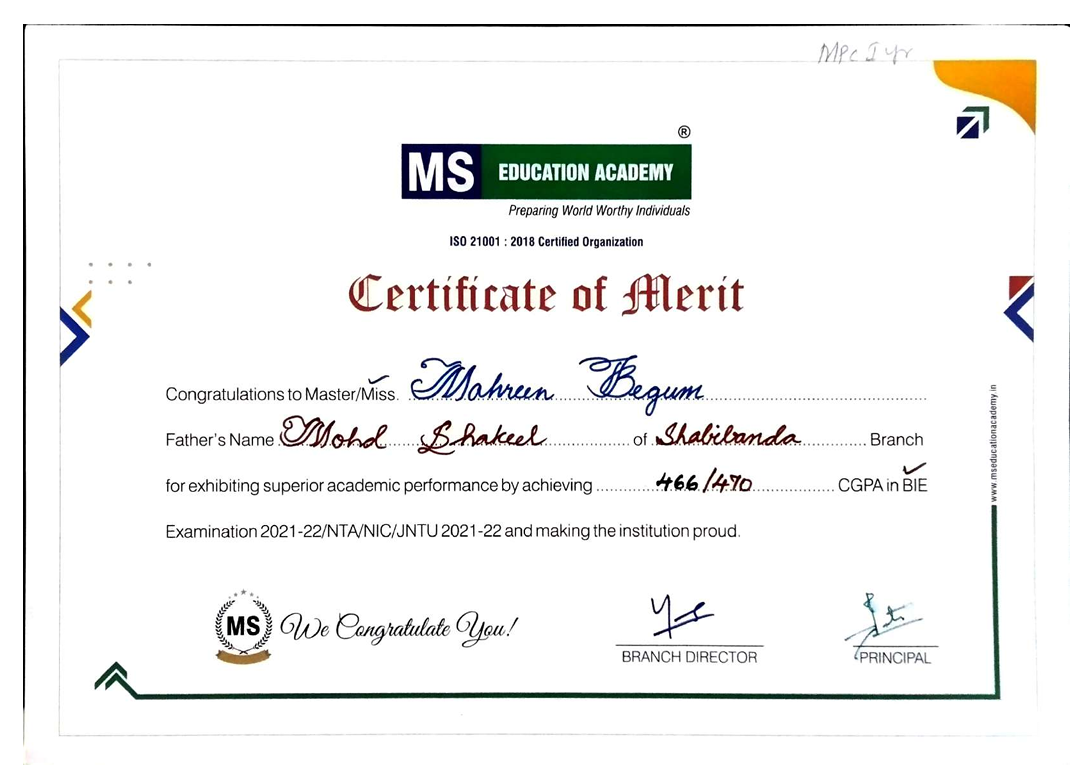 MPC I yr
®
MS EDUCATION ACADEMY
Preparing World Worthy Individuals
ISO 21001 : 2018 Certified Organization
Certificate of Merit
Congratulations to Master/Miss. Mahreen Begum
Father's Name Mohd Shakeel of Shabibanda Branch
for exhibiting superior academic performance by achieving 466/470 CGPA in BIE
Examination 2021-22/NTA/NIC/JNTU 2021-22 and making the institution proud.
www.mseducationacademy.in
MS We Congratulate You!
BRANCH DIRECTOR
PRINCIPAL